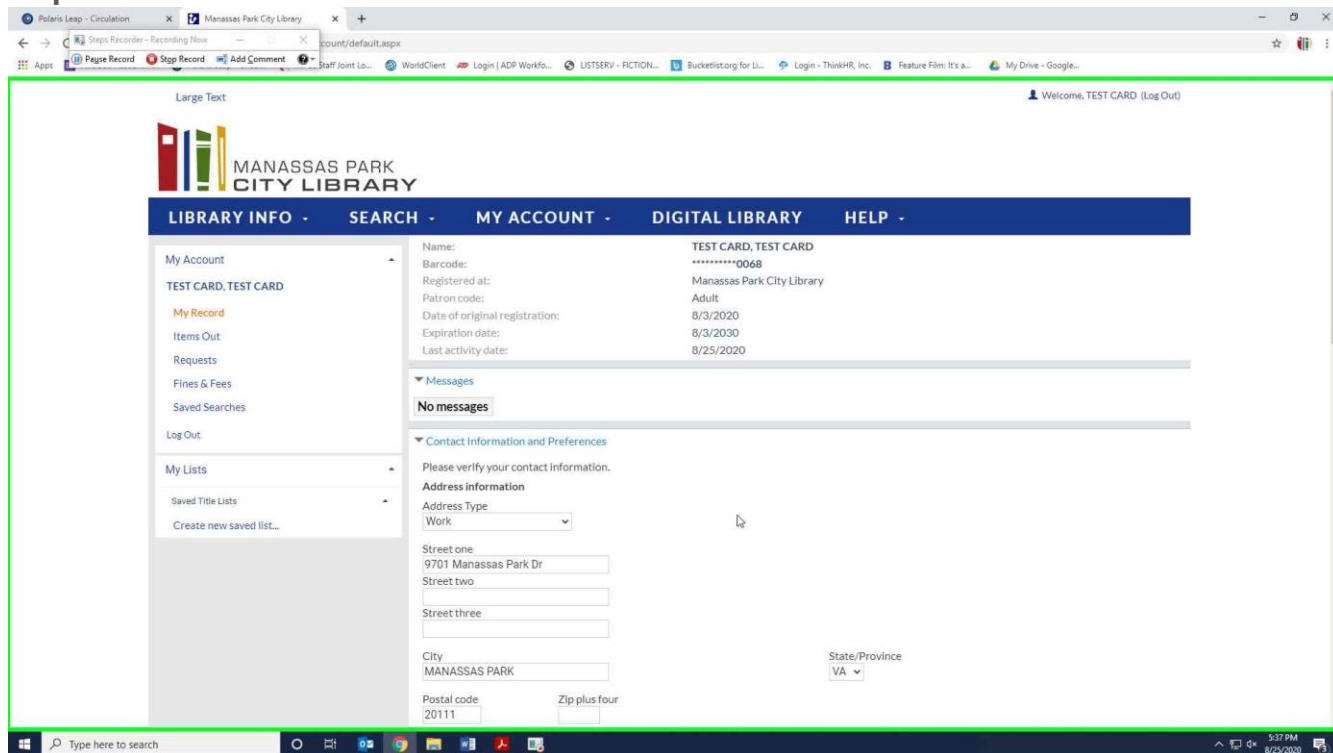 Polaris Leap - Circulation
Manassas Park City Library
Steps Recorder - Recording Now
count/default.aspx
Pause Record Stop Record Add Comment
Apps
Staff Joint Lo... WorldClient Login | ADP Workfo... LISTSERV - FICTION... Bucketlist.org for Li... Login - ThinkHR, Inc. Feature Film: It's a... My Drive - Google...
Large Text
Welcome, TEST CARD (Log Out)
MANASSAS PARK
CITY LIBRARY
LIBRARY INFO - SEARCH - MY ACCOUNT - DIGITAL LIBRARY HELP -
My Account
TEST CARD, TEST CARD
My Record
Items Out
Requests
Fines & Fees
Saved Searches
Log Out
My Lists
Saved Title Lists
Create new saved list...
Name: TEST CARD, TEST CARD
Barcode: **********0068
Registered at: Manassas Park City Library
Patron code: Adult
Date of original registration: 8/3/2020
Expiration date: 8/3/2030
Last activity date: 8/25/2020
Messages
No messages
Contact Information and Preferences
Please verify your contact information.
Address information
Address Type
Work
Street one
9701 Manassas Park Dr
Street two
Street three
City State/Province
MANASSAS PARK VA
Postal code Zip plus four
20111
Type here to search
5:37 PM
8/25/2020